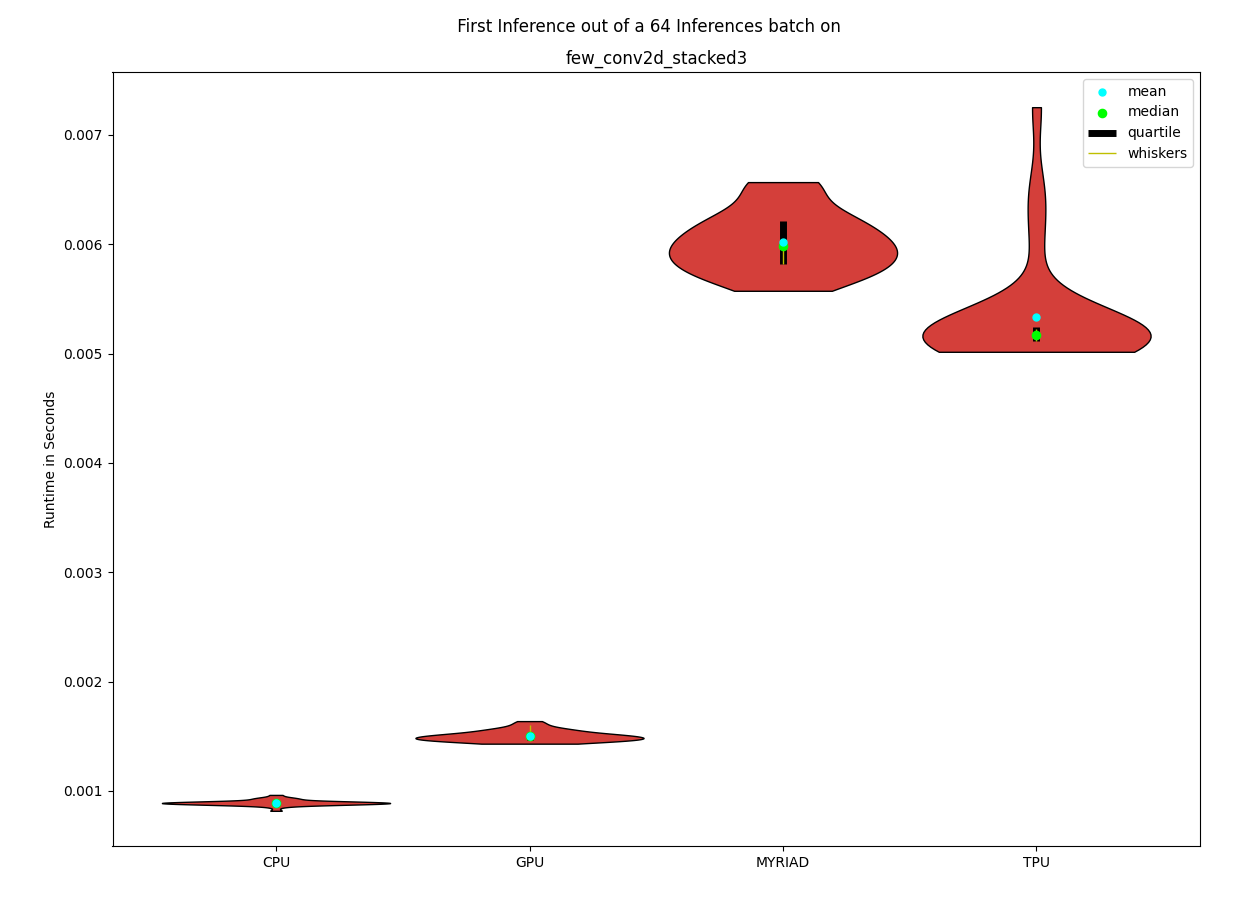 First Inference out of a 64 Inferences batch on
few_conv2d_stacked3
mean
median
quartile
whiskers
Runtime in Seconds
0.007
0.006
0.005
0.004
0.003
0.002
0.001
CPU GPU MYRIAD TPU